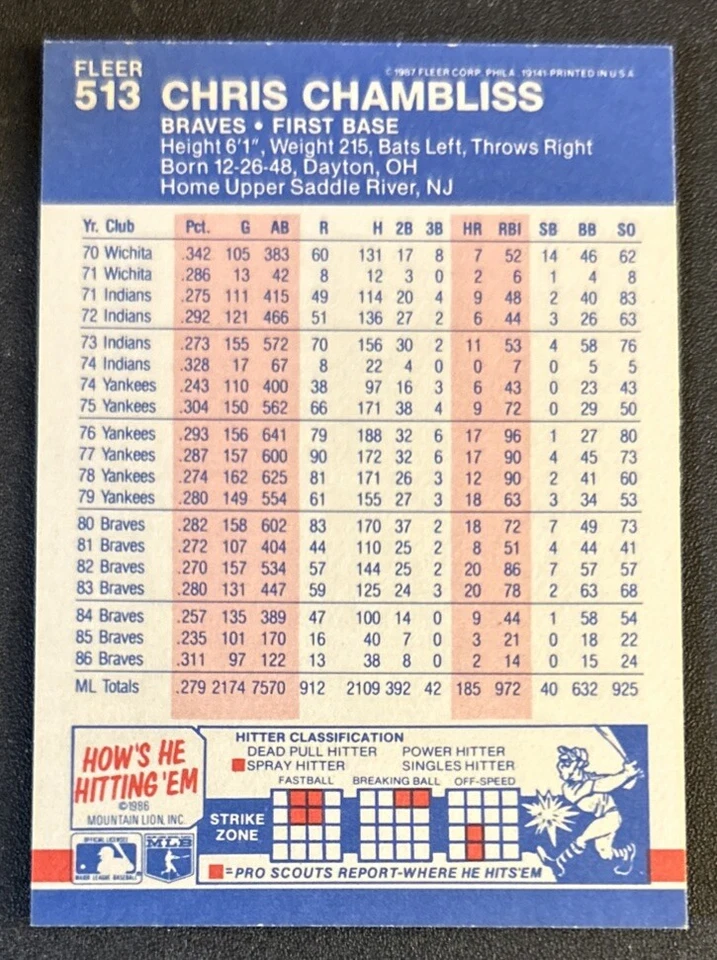 FLEER
© 1987 FLEER CORP. PHILA. 19141-PRINTED IN U S A
513 CHRIS CHAMBLISS
BRAVES • FIRST BASE
Height 6'1", Weight 215, Bats Left, Throws Right
Born 12-26-48, Dayton, OH
Home Upper Saddle River, NJ
Yr. Club Pct. G AB R H 2B 3B HR RBI SB BB SO
70 Wichita .342 105 383 60 131 17 8 7 52 14 46 62
71 Wichita .286 13 42 8 12 3 0 2 6 1 4 8
71 Indians .275 111 415 49 114 20 4 9 48 2 40 83
72 Indians .292 121 466 51 136 27 2 6 44 3 26 63
73 Indians .273 155 572 70 156 30 2 11 53 4 58 76
74 Indians .328 17 67 8 22 4 0 0 7 0 5 5
74 Yankees .243 110 400 38 97 16 3 6 43 0 23 43
75 Yankees .304 150 562 66 171 38 4 9 72 0 29 50
76 Yankees .293 156 641 79 188 32 6 17 96 1 27 80
77 Yankees .287 157 600 90 172 32 6 17 90 4 45 73
78 Yankees .274 162 625 81 171 26 3 12 90 2 41 60
79 Yankees .280 149 554 61 155 27 3 18 63 3 34 53
80 Braves .282 158 602 83 170 37 2 18 72 7 49 73
81 Braves .272 107 404 44 110 25 2 8 51 4 44 41
82 Braves .270 157 534 57 144 25 2 20 86 7 57 57
83 Braves .280 131 447 59 125 24 3 20 78 2 63 68
84 Braves .257 135 389 47 100 14 0 9 44 1 58 54
85 Braves .235 101 170 16 40 7 0 3 21 0 18 22
86 Braves .311 97 122 13 38 8 0 2 14 0 15 24
ML Totals .279 2174 7570 912 2109 392 42 185 972 40 632 925
HOW'S HE
HITTING 'EM
©1986
MOUNTAIN LION, INC.
HITTER CLASSIFICATION
DEAD PULL HITTER POWER HITTER
SPRAY HITTER SINGLES HITTER
FASTBALL BREAKING BALL OFF-SPEED
STRIKE
ZONE
=PRO SCOUTS REPORT-WHERE HE HITS'EM
OFFICIAL LICENSEE
MAJOR LEAGUE BASEBALL